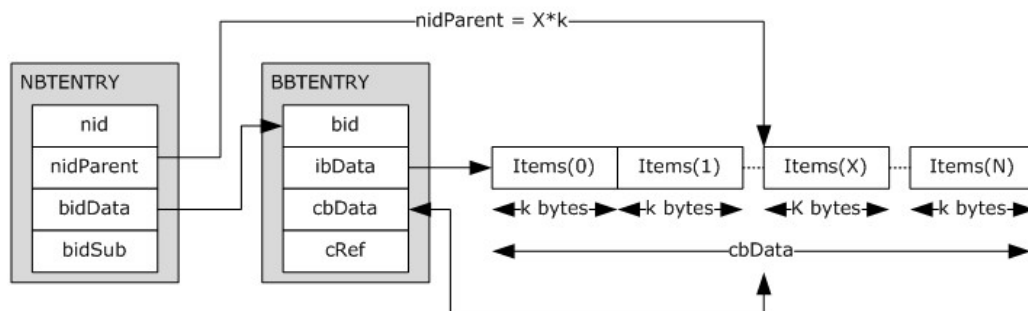 nidParent = X*k
NBTENTRY
nid
nidParent
bidData
bidSub
BBTENTRY
bid
ibData
cbData
cRef
Items(0)
Items(1)
Items(X)
Items(N)
k bytes
k bytes
K bytes
k bytes
cbData